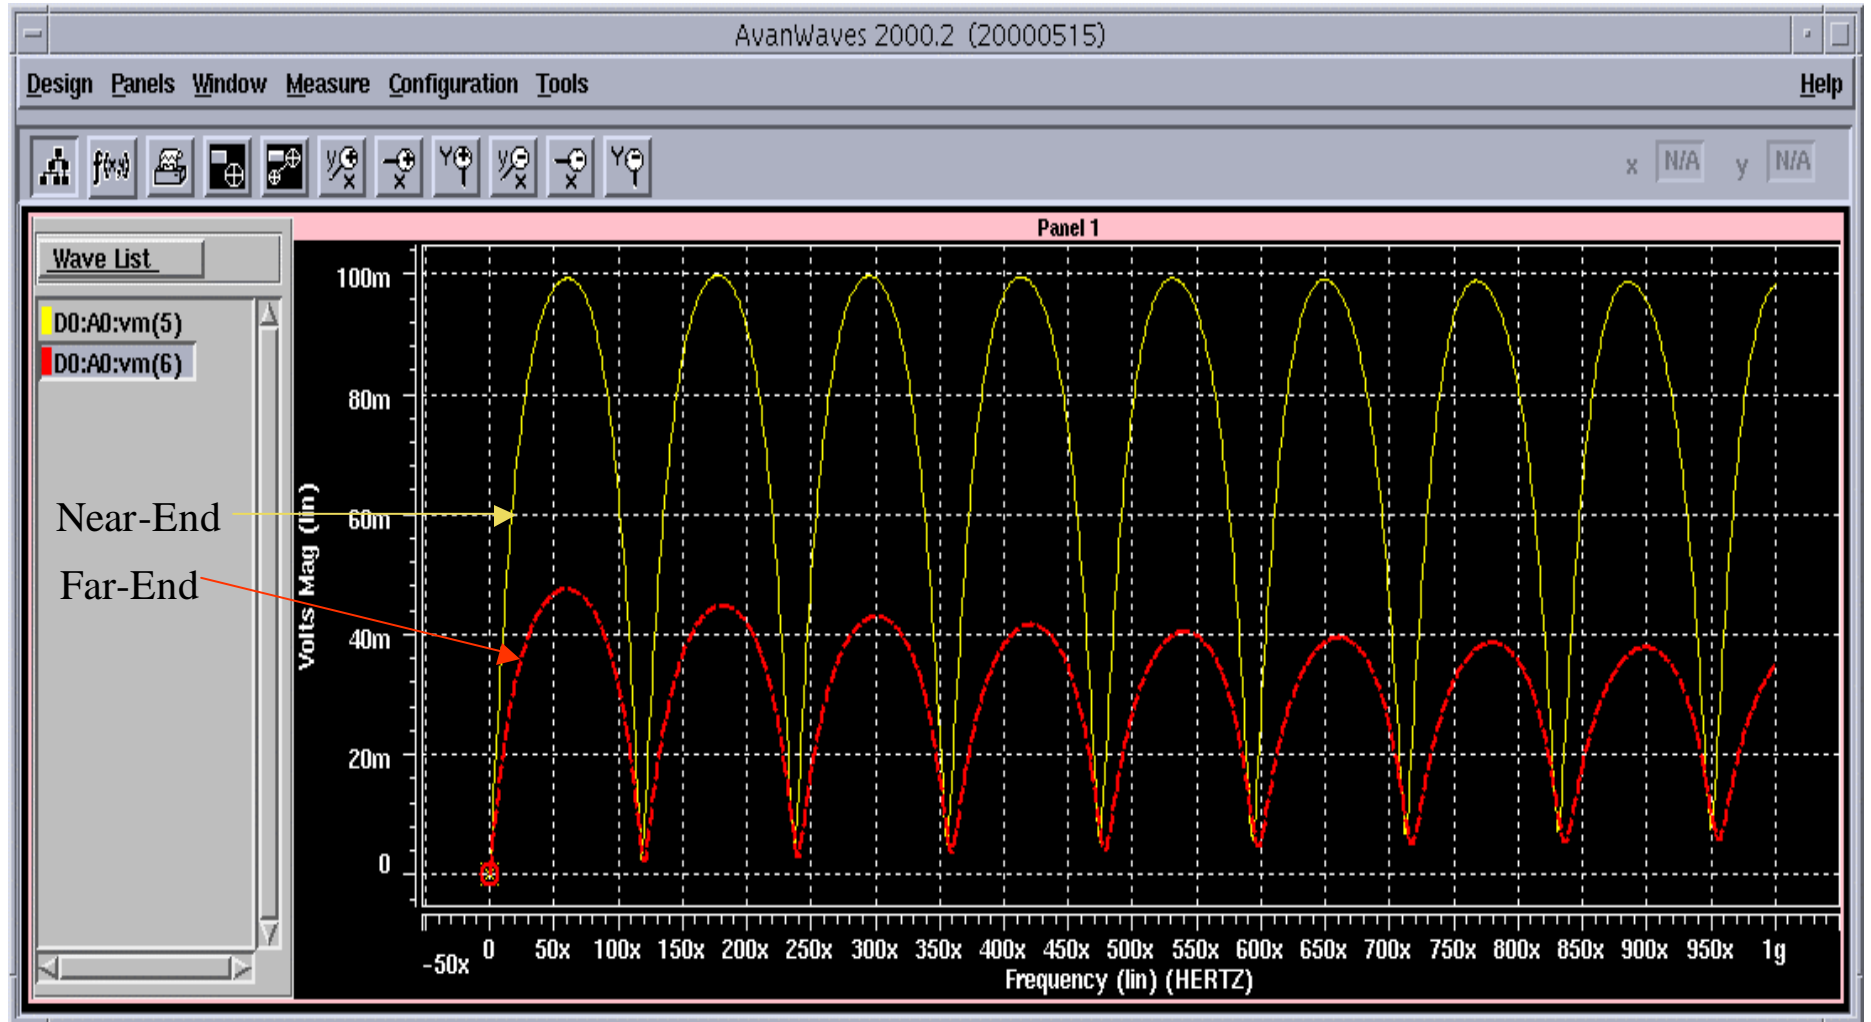 AvanWaves 2000.2 (20000515)
Design Panels Window Measure Configuration Tools Help
f(x,y) y x x Y y x x Y x N/A y N/A
Panel 1
Wave List
D0:A0:vm(5)
D0:A0:vm(6)
Near-End
Far-End
Volts Mag (lin)
100m
80m
60m
40m
20m
0
-50x 0 50x 100x 150x 200x 250x 300x 350x 400x 450x 500x 550x 600x 650x 700x 750x 800x 850x 900x 950x 1g
Frequency (lin) (HERTZ)